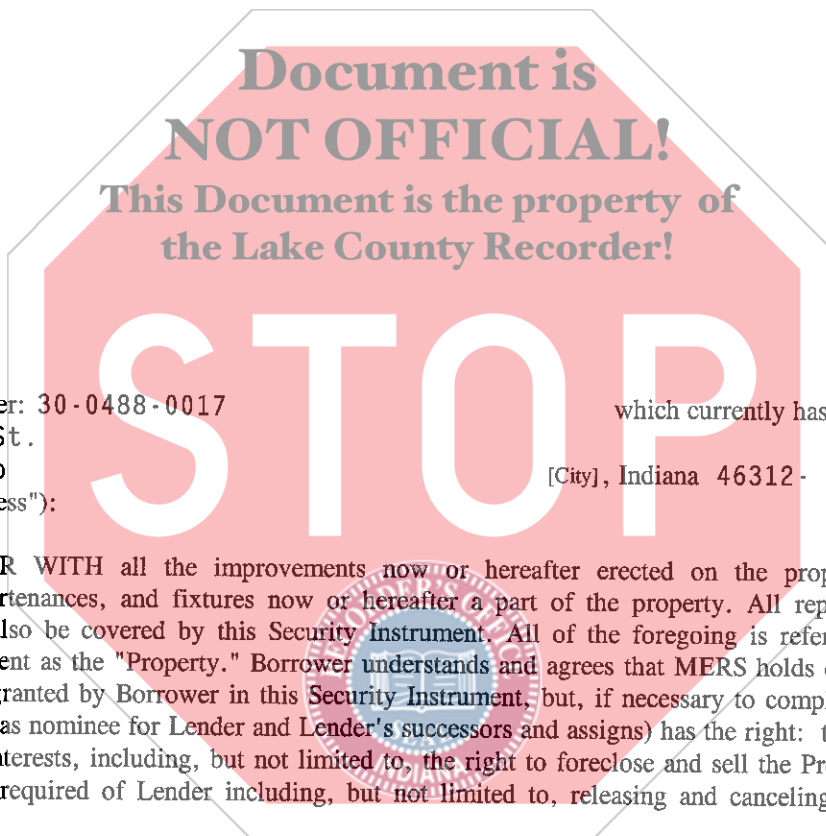 Document is
NOT OFFICIAL!
This Document is the property of
the Lake County Recorder!
STOP
er: 30-0488-0017 which currently has
St.
[City], Indiana 46312-
ess"):
R WITH all the improvements now or hereafter erected on the prop
rtenances, and fixtures now or hereafter a part of the property. All rep
lso be covered by this Security Instrument. All of the foregoing is refer
ent as the "Property." Borrower understands and agrees that MERS holds
granted by Borrower in this Security Instrument, but, if necessary to compl
as nominee for Lender and Lender's successors and assigns) has the right: t
nterests, including, but not limited to, the right to foreclose and sell the Pr
required of Lender including, but not limited to, releasing and canceling
SEAL
INDIANA